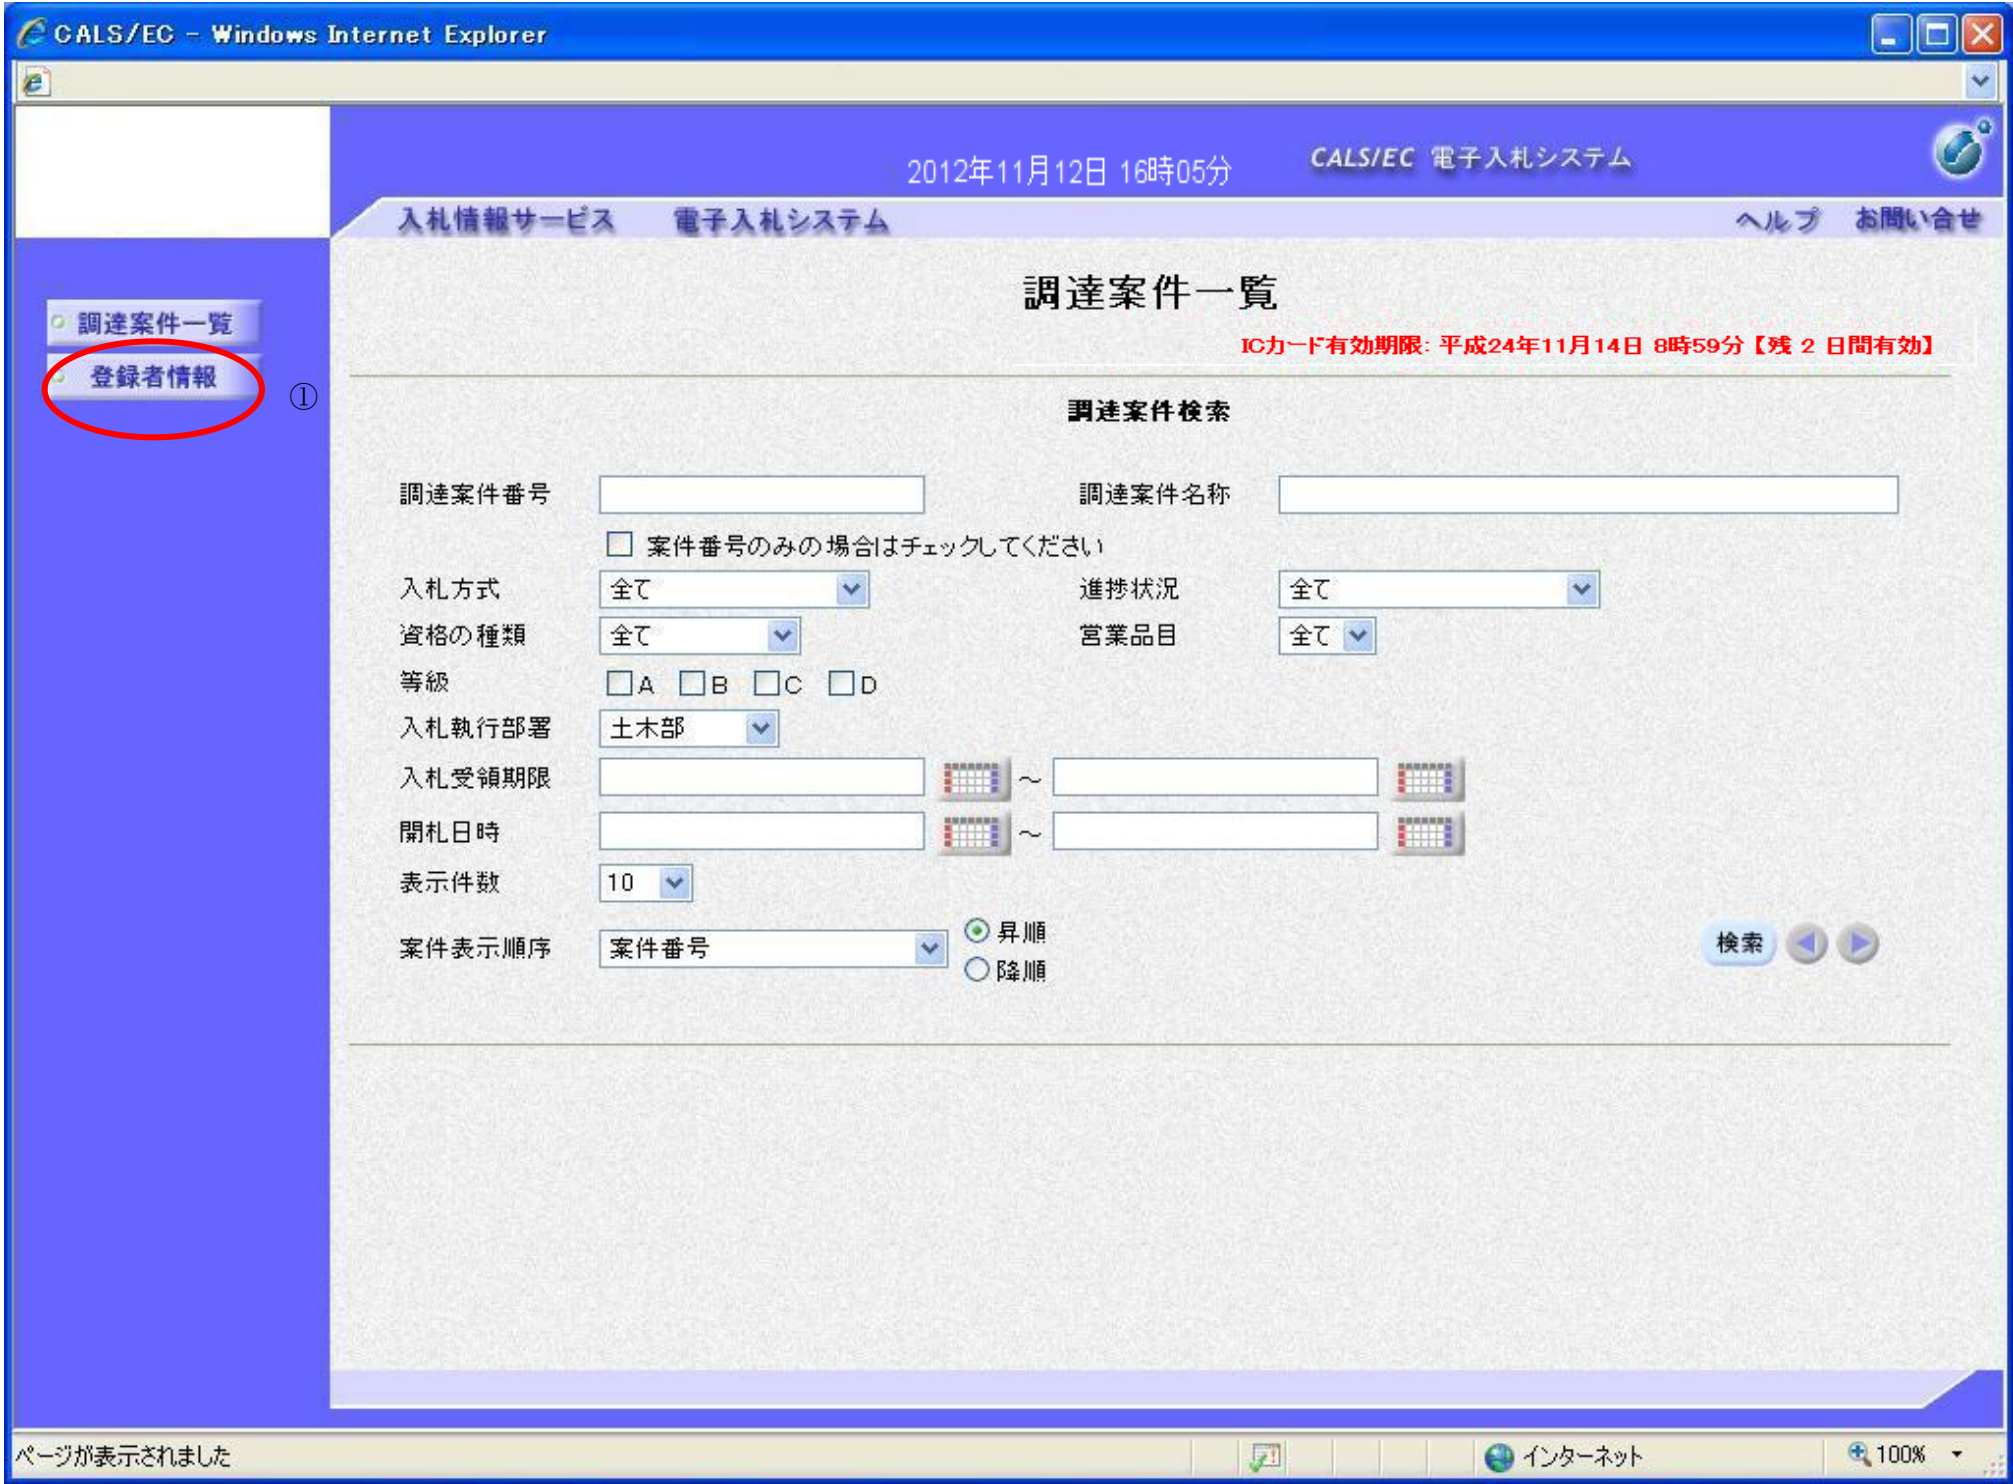 CALS/EC - Windows Internet Explorer
2012年11月12日 16時05分
CALS/EC 電子入札システム
入札情報サービス 電子入札システム ヘルプ お問い合せ
調達案件一覧
登録者情報
①
調達案件一覧
ICカード有効期限: 平成24年11月14日 8時59分【残 2 日間有効】
調達案件検索
調達案件番号 調達案件名称
案件番号のみの場合はチェックしてください
入札方式 全て 進捗状況 全て
資格の種類 全て 営業品目 全て
等級 A B C D
入札執行部署 土木部
入札受領期限 ～
開札日時 ～
表示件数 10
案件表示順序 案件番号 昇順
降順
検索
ページが表示されました インターネット 100%